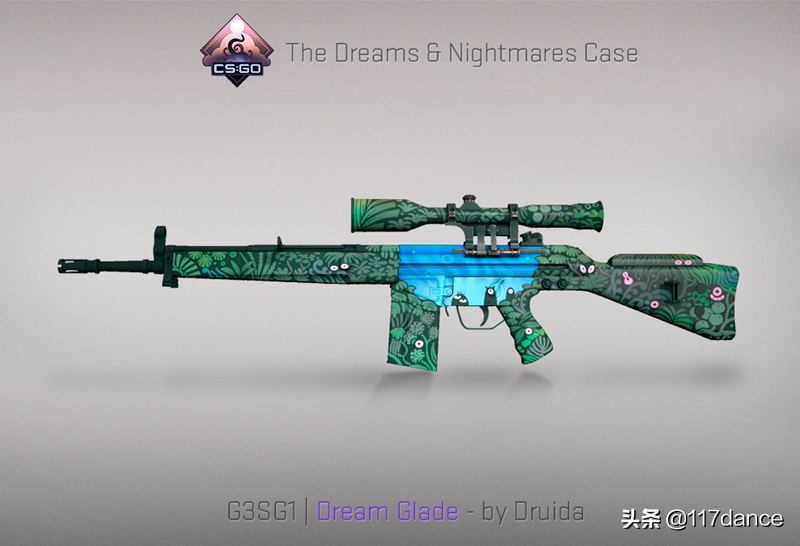 CS:GO
The Dreams & Nightmares Case
G3SG1 | Dream Glade - by Druida
头条 @117dance